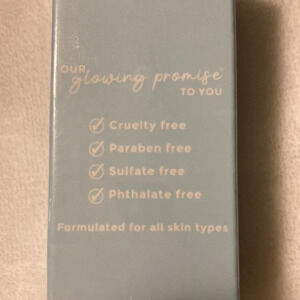 OUR
glowing promise
TO YOU
Cruelty free
Paraben free
Sulfate free
Phthalate free
Formulated for all skin types